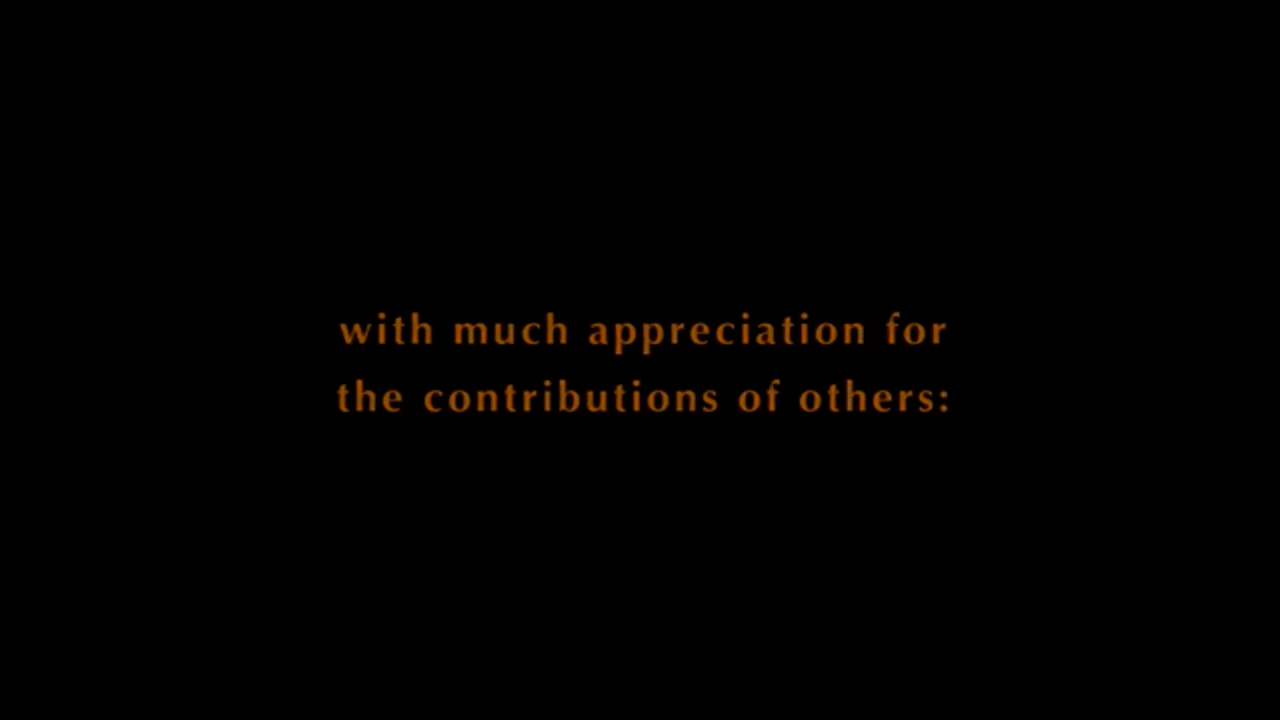 with much appreciation for
the contributions of others: